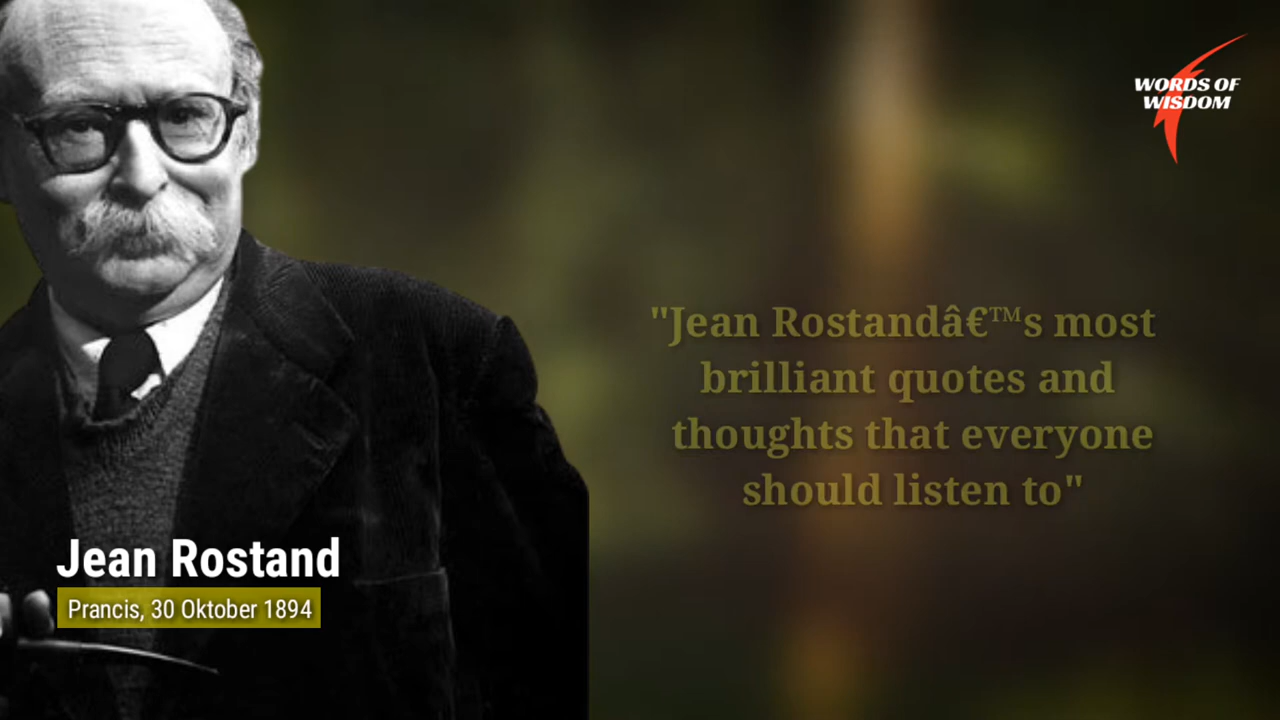 WORDS OF
WISDOM
"Jean Rostandâ€™s most
brilliant quotes and
thoughts that everyone
should listen to"
Jean Rostand
Prancis, 30 Oktober 1894